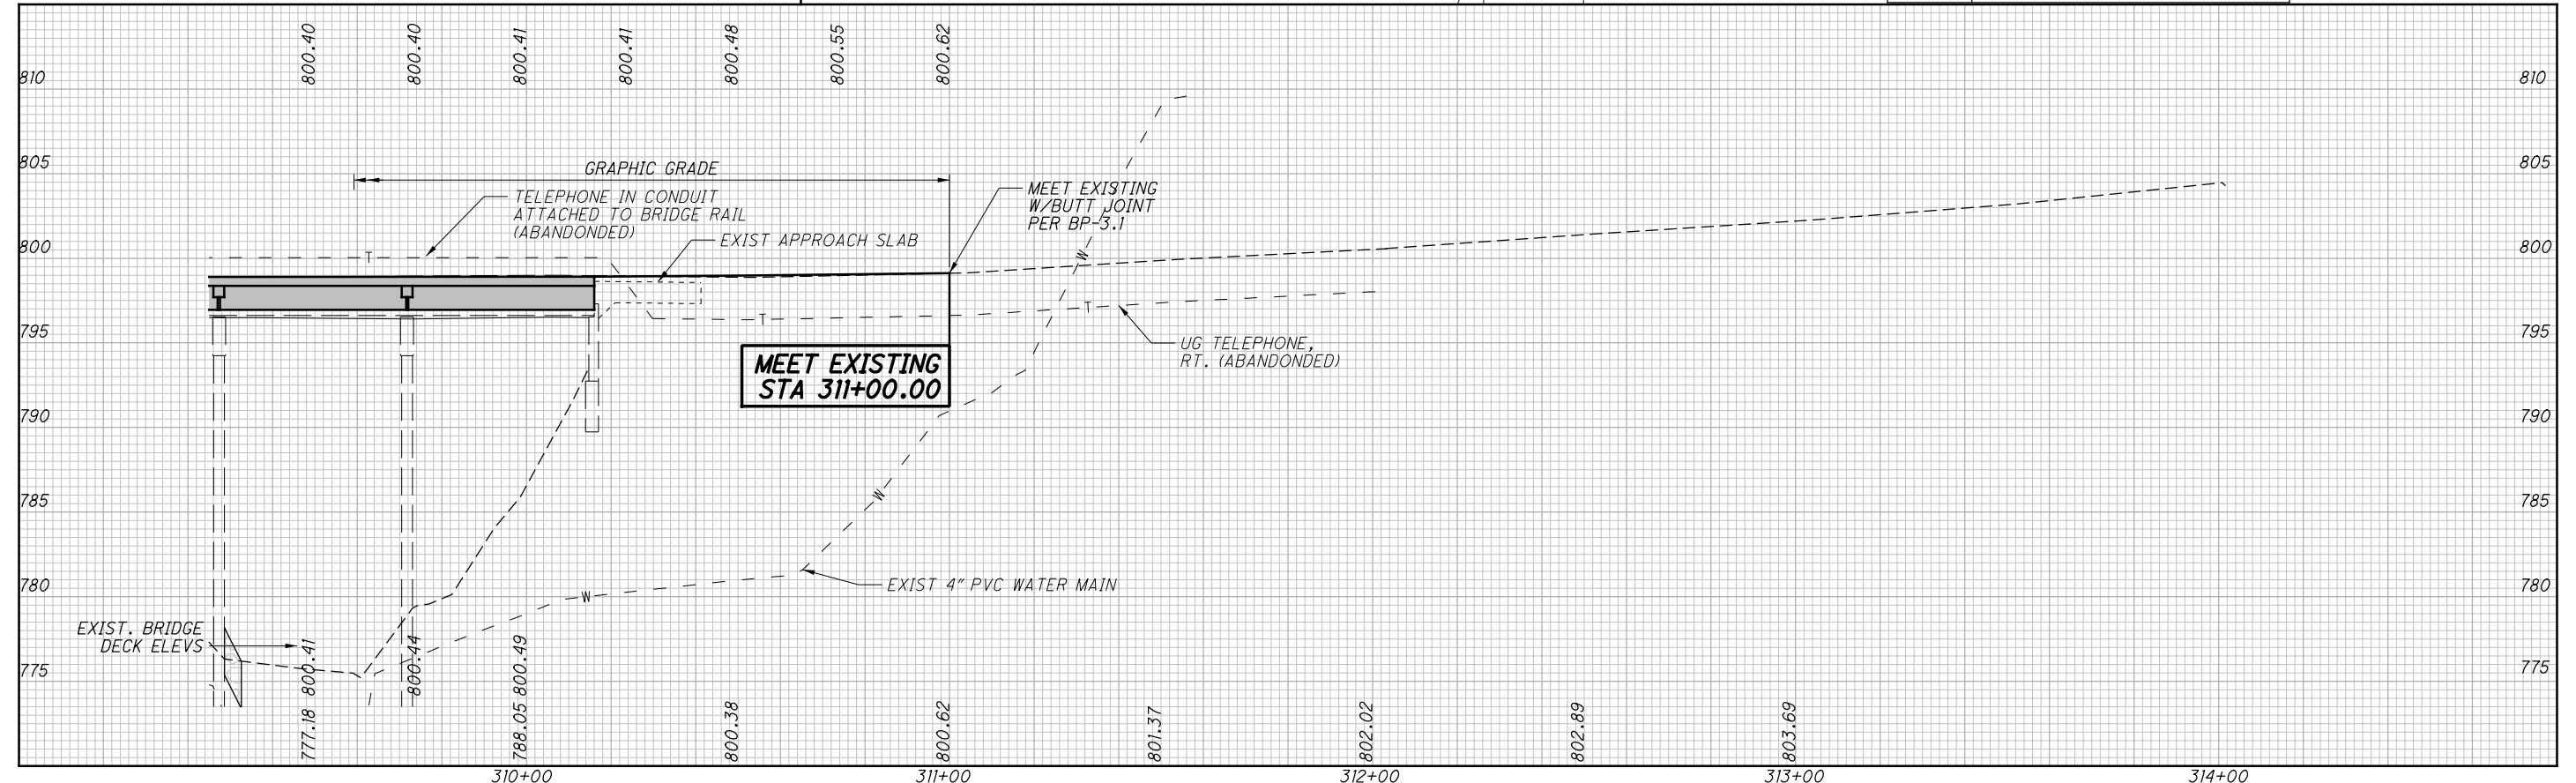 800.40
800.40
800.41
800.41
800.48
800.55
800.62
810
810
805
805
GRAPHIC GRADE
TELEPHONE IN CONDUIT
ATTACHED TO BRIDGE RAIL
(ABANDONDED)
MEET EXISTING
W/BUTT JOINT
PER BP-3.1
EXIST APPROACH SLAB
800
800
T
W
795
795
T
T
UG TELEPHONE,
RT. (ABANDONDED)
MEET EXISTING
STA 311+00.00
790
790
785
785
W
780
780
EXIST 4" PVC WATER MAIN
W
EXIST. BRIDGE
DECK ELEVS
775
775
800.41
800.44
800.49
777.18
788.05
800.38
800.62
801.37
802.02
802.89
803.69
310+00
311+00
312+00
313+00
314+00